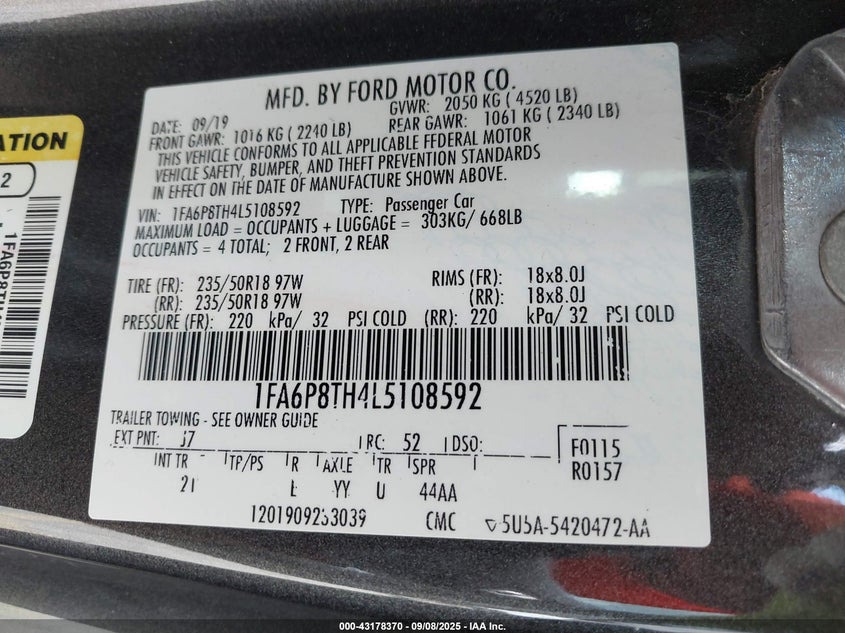 ATION
2
1FA6P8TH
MFD. BY FORD MOTOR CO.
DATE: 09/19 GVWR: 2050 KG ( 4520 LB)
FRONT GAWR: 1016 KG ( 2240 LB) REAR GAWR: 1061 KG ( 2340 LB)
THIS VEHICLE CONFORMS TO ALL APPLICABLE FEDERAL MOTOR
VEHICLE SAFETY, BUMPER, AND THEFT PREVENTION STANDARDS
IN EFFECT ON THE DATE OF MANUFACTURE SHOWN ABOVE.
VIN: 1FA6P8TH4L5108592 TYPE: Passenger Car
MAXIMUM LOAD = OCCUPANTS + LUGGAGE = 303KG/ 668LB
OCCUPANTS = 4 TOTAL; 2 FRONT, 2 REAR
TIRE (FR): 235/50R18 97W RIMS (FR): 18x8.0J
(RR): 235/50R18 97W (RR): 18x8.0J
PRESSURE (FR): 220 kPa/ 32 PSI COLD (RR): 220 kPa/ 32 PSI COLD
1FA6P8TH4L5108592
TRAILER TOWING - SEE OWNER GUIDE
EXT PNT: J7 RC: 52 DSO: F0115
INT TR TP/PS R AXLE TR SPR R0157
21 L YY U 44AA
1201909233039 CMC 5U5A-5420472-AA
000-43178370 - 09/08/2025 - IAA Inc.